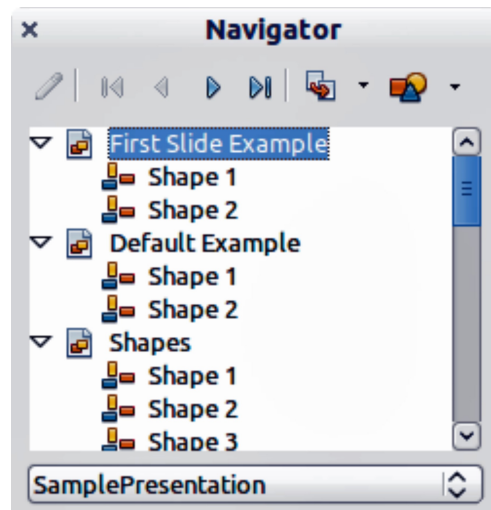 Navigator
First Slide Example
Shape 1
Shape 2
Default Example
Shape 1
Shape 2
Shapes
Shape 1
Shape 2
Shape 3
SamplePresentation